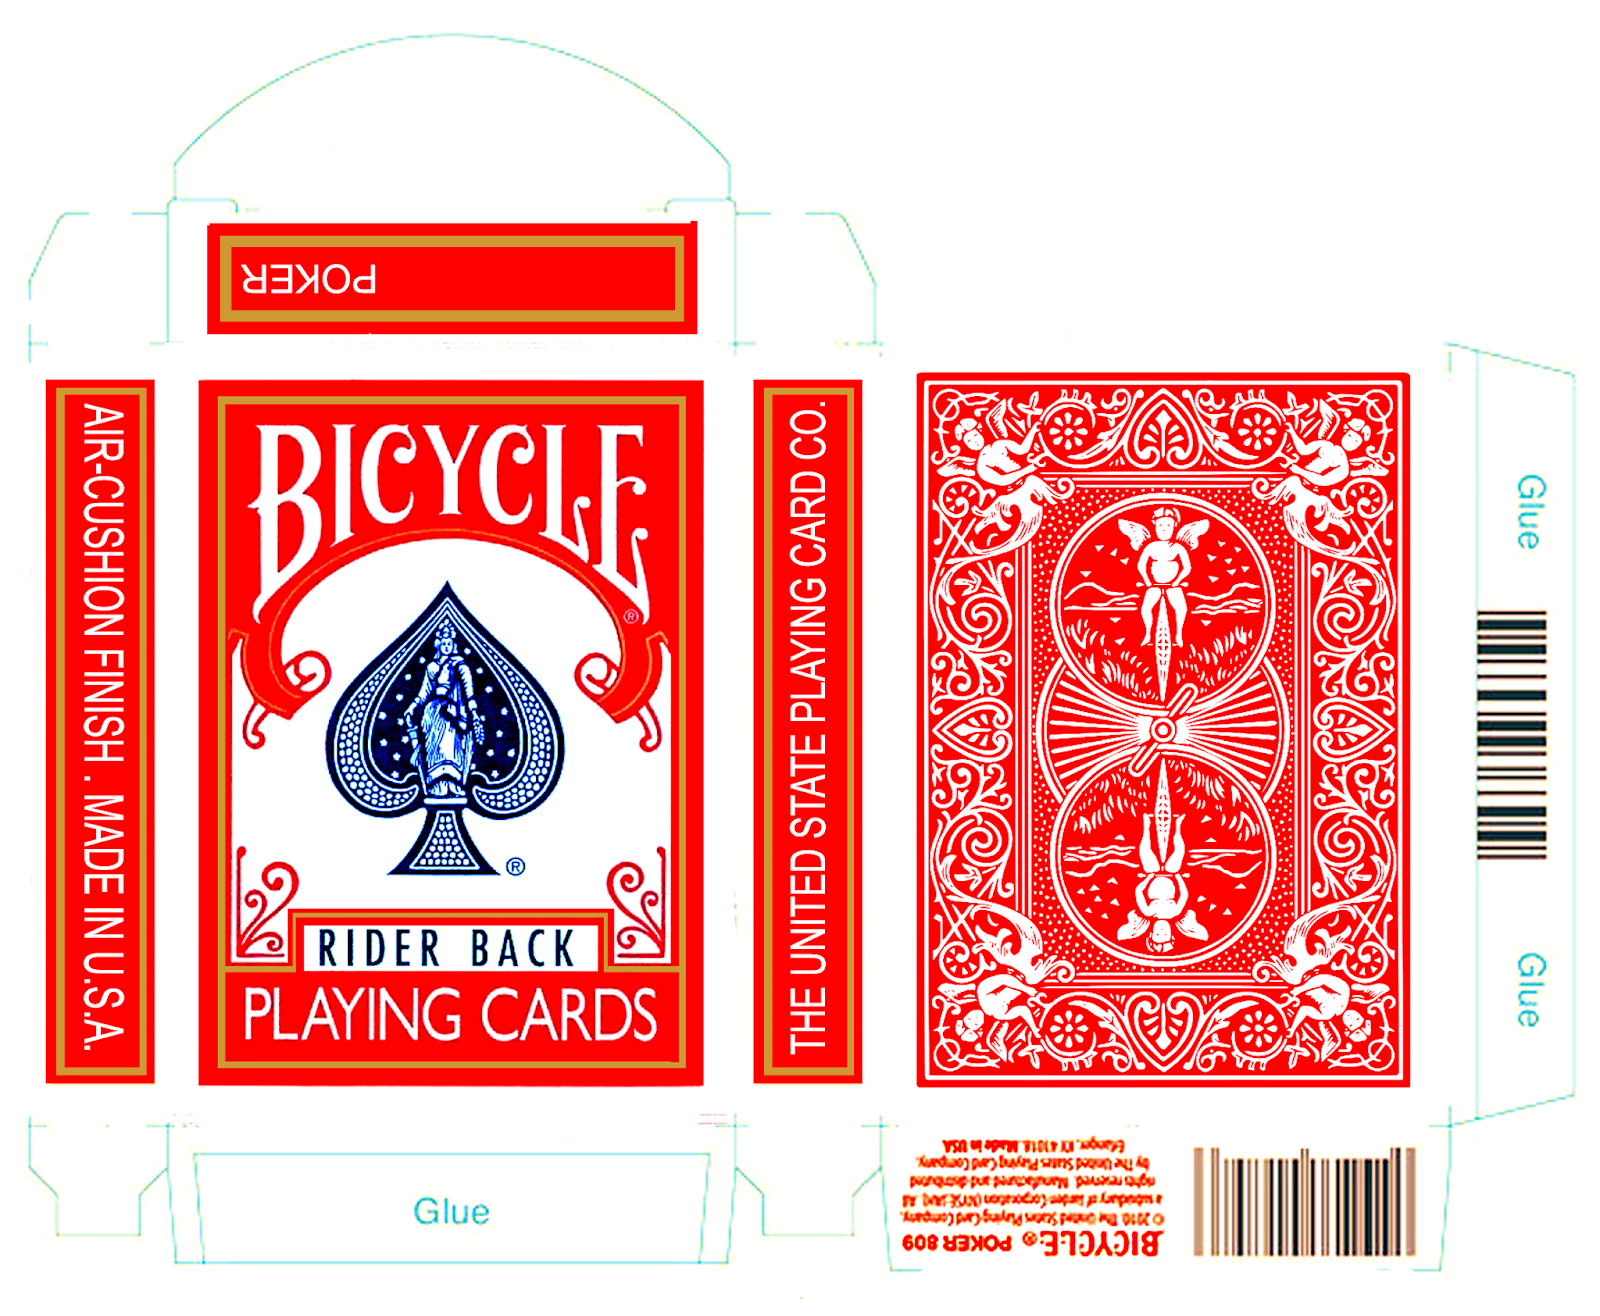 POKER
AIR-CUSHION FINISH . MADE IN U.S.A.
BICYCLE
®
®
RIDER BACK
PLAYING CARDS
THE UNITED STATE PLAYING CARD CO.
Glue
Glue
Glue
BICYCLE® POKER 809
© 2010 The United States Playing Card Company,
a subsidiary of Jarden Corporation (NYSE:JAH) All
rights reserved. Manufactured and distributed
by The United States Playing Card Company,
Erlanger, KY 41018. Made in USA